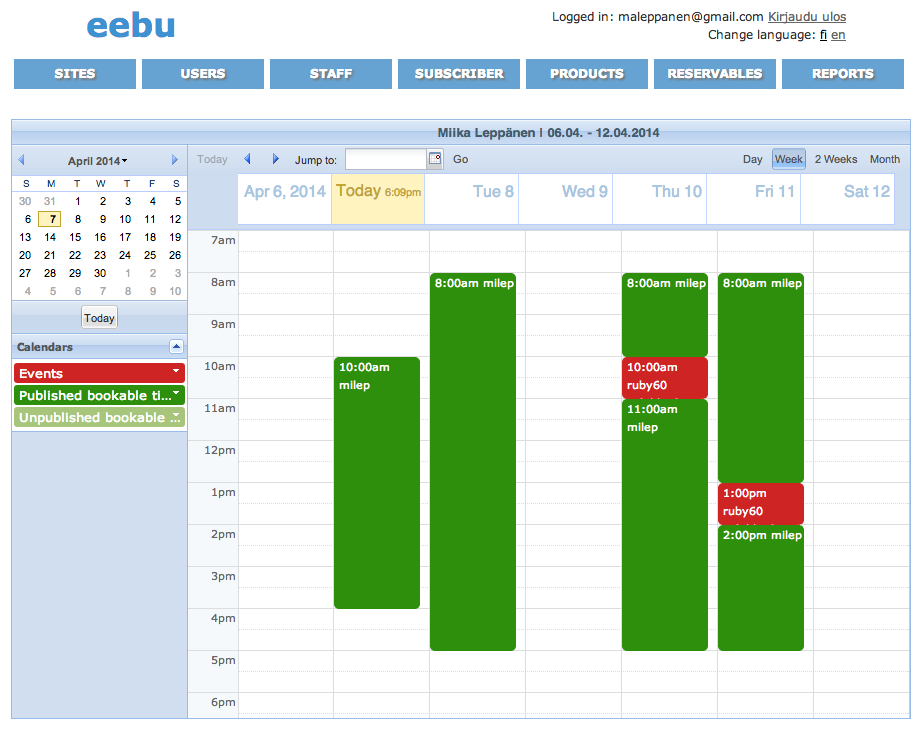 eebu
Logged in: maleppanen@gmail.com Kirjaudu ulos
Change language: fi en
SITES USERS STAFF SUBSCRIBER PRODUCTS RESERVABLES REPORTS
Miika Leppänen | 06.04. - 12.04.2014
April 2014
S M T W T F S
30 31 1 2 3 4 5
6 7 8 9 10 11 12
13 14 15 16 17 18 19
20 21 22 23 24 25 26
27 28 29 30 1 2 3
4 5 6 7 8 9 10
Today
Calendars
Events
Published bookable ti...
Unpublished bookable ...
Today Jump to: Go Day Week 2 Weeks Month
Apr 6, 2014 Today 6:09pm Tue 8 Wed 9 Thu 10 Fri 11 Sat 12
7am
8am
9am
10am
11am
12pm
1pm
2pm
3pm
4pm
5pm
6pm
10:00am
milep
8:00am milep
8:00am milep
10:00am
ruby60
11:00am
milep
8:00am milep
1:00pm
ruby60
2:00pm milep